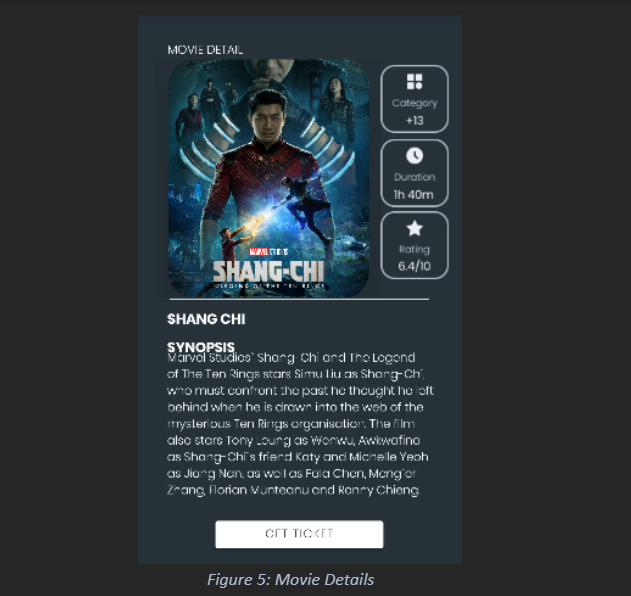 MOVIE DETAIL
Category
+13
Duration
1h 40m
Rating
6.4/10
MARVEL STUDIOS
SHANG-CHI
LEGEND OF THE TEN RINGS
SHANG CHI
SYNOPSIS
Marvel Studios` Shang-Chi and The Legend
of The Ten Rings stars Simu Liu as Shang-Chi,
who must confront the past he thought he left
behind when he is drawn into the web of the
mysterious Ten Rings organisation. The film
also stars Tony Leung as Wenwu, Awkwafina
as Shang-Chi`s friend Katy and Michelle Yeoh
as Jiang Nan, as well as Fala Chen, Meng`er
Zhang, Florian Munteanu and Ronny Chieng.
GET TICKET
Figure 5: Movie Details